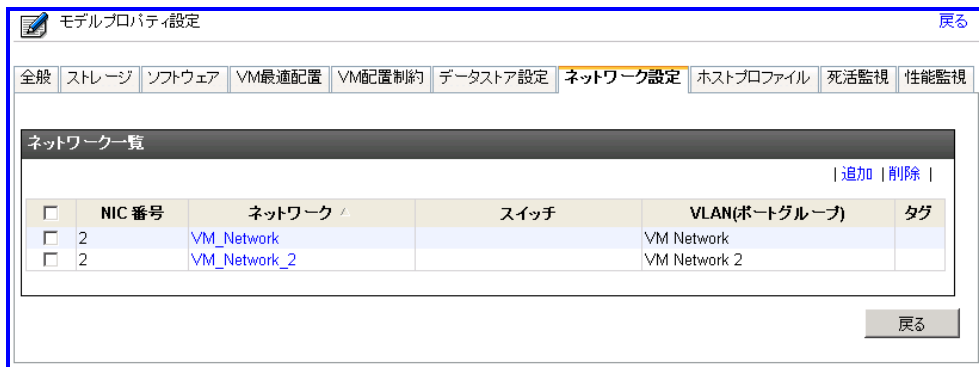 モデルプロパティ設定 戻る
全般 ストレージ ソフトウェア VM最適配置 VM配置制約 データストア設定 ネットワーク設定 ホストプロファイル 死活監視 性能監視
ネットワーク一覧
| 追加 | 削除 |
NIC 番号 ネットワーク スイッチ VLAN(ポートグループ) タグ
2 VM_Network VM Network
2 VM_Network_2 VM Network 2
戻る